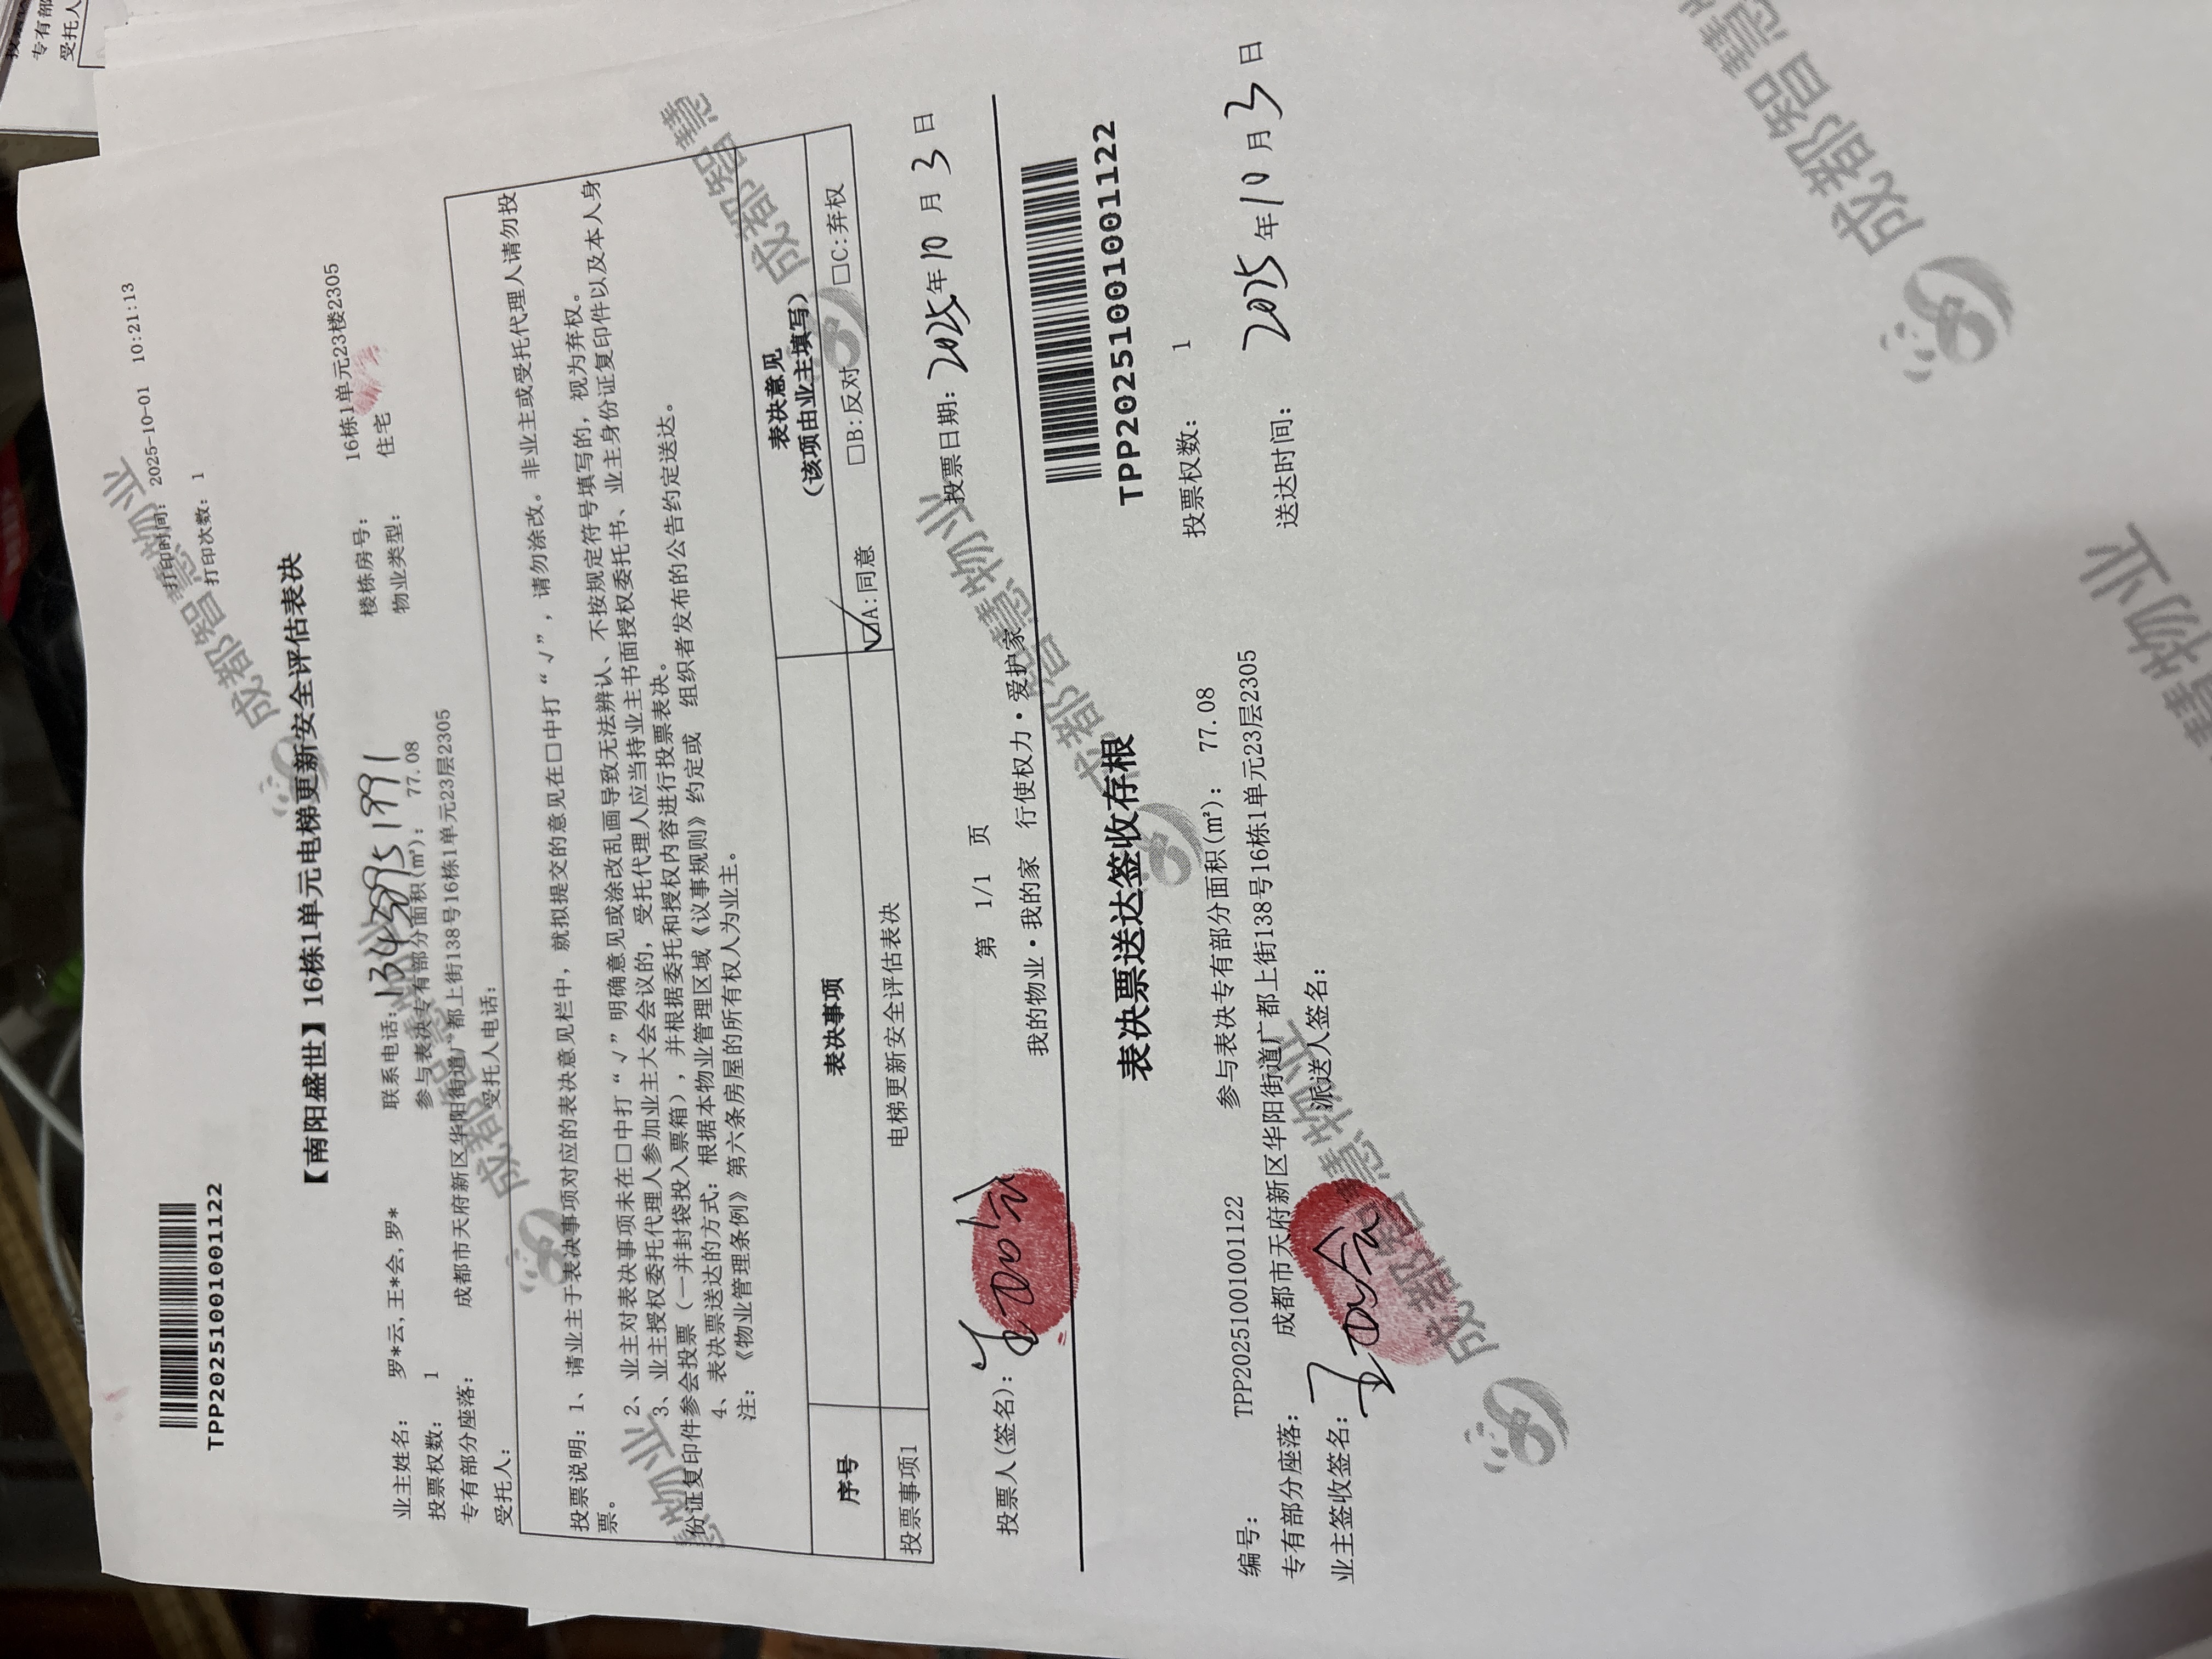 投票
专有部
受托人
TPP20251001001122
打印时间： 2025-10-01 10:21:13
打印次数： 1
【南阳盛世】16栋1单元电梯更新安全评估表决
业主姓名： 罗*云,王*会,罗* 联系电话：13438951991 楼栋房号： 16栋1单元23楼2305
投票权数： 1 参与表决专有部分面积(㎡)： 77.08 物业类型： 住宅
专有部分座落： 成都市天府新区华阳街道广都上街138号16栋1单元23层2305
受托人： 受托人电话：
投票说明：1、请业主于表决事项对应的表决意见栏中，就拟提交的意见在□中打“√”，请勿涂改。非业主或受托代理人请勿投
票。
2、业主对表决事项未在□中打“√”明确意见或涂改乱画导致无法辨认、不按规定符号填写的，视为弃权。
3、业主授权委托代理人参加业主大会会议的，受托代理人应当持业主书面授权委托书、业主身份证复印件以及本人身
份证复印件参会投票（一并封袋投入票箱），并根据委托和授权内容进行投票表决。
4、表决票送达的方式：根据本物业管理区域《议事规则》约定或 组织者发布的公告约定送达。
注：《物业管理条例》第六条房屋的所有权人为业主。
序号 表决事项 表决意见
（该项由业主填写）
投票事项1 电梯更新安全评估表决 ☑A:同意 □B:反对 □C:弃权
投票人(签名)： 第 1/1 页 投票日期：2025年10月3日
我的物业·我的家 行使权力·爱护家
表决票送达签收存根
TPP20251001001122
编号： TPP20251001001122 参与表决专有部分面积(㎡)： 77.08 投票权数： 1
专有部分座落： 成都市天府新区华阳街道广都上街138号16栋1单元23层2305 送达时间： 2025年10月3日
业主签收签名： 派送人签名：
成都智慧物业
成都智慧物业
慧物业
成都智慧
成都智慧物业
成都智慧物业
成都智慧物
慧物业